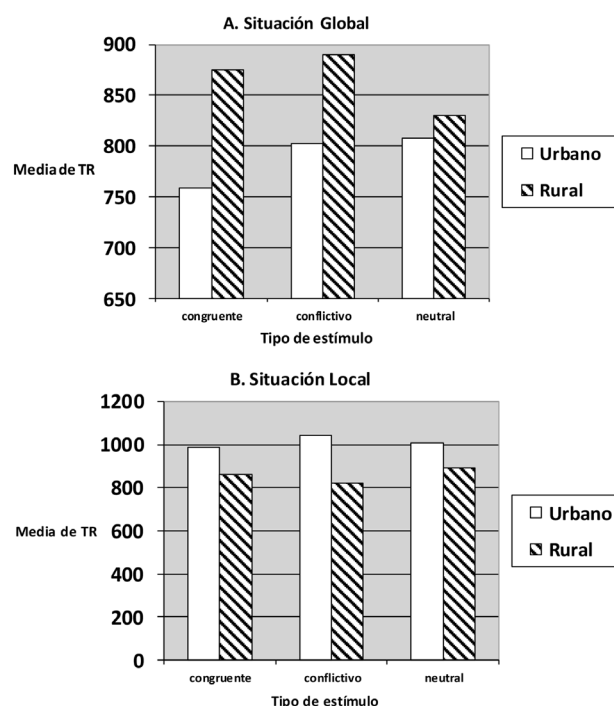 A. Situación Global
900
850
800
750
700
650
Media de TR
congruente
conflictivo
neutral
Tipo de estímulo
Urbano
Rural
B. Situación Local
1200
1000
800
600
400
200
0
Media de TR
congruente
conflictivo
neutral
Tipo de estímulo
Urbano
Rural